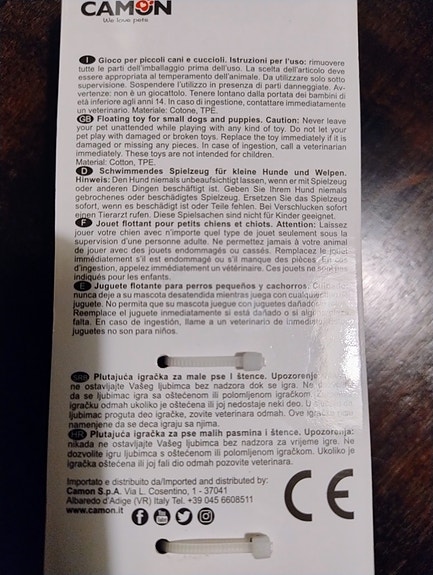 CAMON
We love pets
I Gioco per piccoli cani e cuccioli. Istruzioni per l'uso: rimuovere
tutte le parti dell'imballaggio prima dell'uso. La scelta dell'articolo deve
essere appropriata al temperamento dell'animale. Da utilizzare solo sotto
supervisione. Sospendere l'utilizzo in presenza di parti danneggiate. Av-
vertenze: non è un giocattolo. Tenere lontano dalla portata dei bambini di
età inferiore agli anni 14. In caso di ingestione, contattare immediatamente
un veterinario. Materiale: Cotone, TPE.
GB Floating toy for small dogs and puppies. Caution: Never leave
your pet unattended while playing with any kind of toy. Do not let your
pet play with damaged or broken toys. Replace the toy immediately if it is
damaged or missing any pieces. In case of ingestion, call a veterinarian
immediately. These toys are not intended for children.
Material: Cotton, TPE.
D Schwimmendes Spielzeug für kleine Hunde und Welpen.
Hinweis: Den Hund niemals unbeaufsichtigt lassen, wenn er mit Spielzeug
oder anderen Dingen beschäftigt ist. Geben Sie Ihrem Hund niemals
gebrochenes oder beschädigtes Spielzeug. Ersetzen Sie das Spielzeug
sofort, wenn es beschädigt ist oder Teile fehlen. Bei Verschlucken sofort
einen Tierarzt rufen. Diese Spielsachen sind nicht für Kinder geeignet.
F Jouet flottant pour petits chiens et chiots. Attention: Laissez
jouer votre chien avec n'importe quel type de jouet seulement sous la
supervision d'une personne adulte. Ne permettez jamais à votre animal
de jouer avec des jouets endommagés ou cassés. Remplacez le jouet
immédiatement s'il est endommagé ou s'il manque des pièces. En cas
d'ingestion, appelez immédiatement un vétérinaire. Ces jouets ne sont pas
indiqués pour les enfants.
E Juguete flotante para perros pequeños y cachorros.
nunca deje a su mascota desatendida mientras juega con cualquier
juguete. No permita que su mascota juegue con juguetes dañados
Reemplace el juguete inmediatamente si está dañado o si
falta. En caso de ingestión, llame a un veterinario de inmediato.
juguetes no son para niños.
Plutajuća igračka za male pse I štence. Upozorenje:
ne ostavljajte Vašeg ljubimca bez nadzora dok se igra. Ne
da se ljubimac igra sa oštećenom ili polomljenom igračkom.
igračku odmah ukoliko je oštećena ili joj nedostaje neki deo. U
ljubimac proguta deo igračke, zovite veterinara odmah. Ove
namenjene da se deca igraju sa njima.
HR Plutajuća igračka za pse malih pasmina i štence. Upozorenje:
nikada ne ostavljajte Vašeg ljubimca bez nadzora za vrijeme igre. Ne
dozvolite igru ljubimca s oštećenom ili polomljenom igračkom. Ukoliko je
igračka oštećena ili joj fali dio odmah pozovite veterinara.
Importato e distribuito da/Imported and distributed by:
Camon S.p.A. Via L. Cosentino, 1 - 37041
Albaredo d'Adige (VR) Italy Tel. +39 045 6608511
www.camon.it
CE